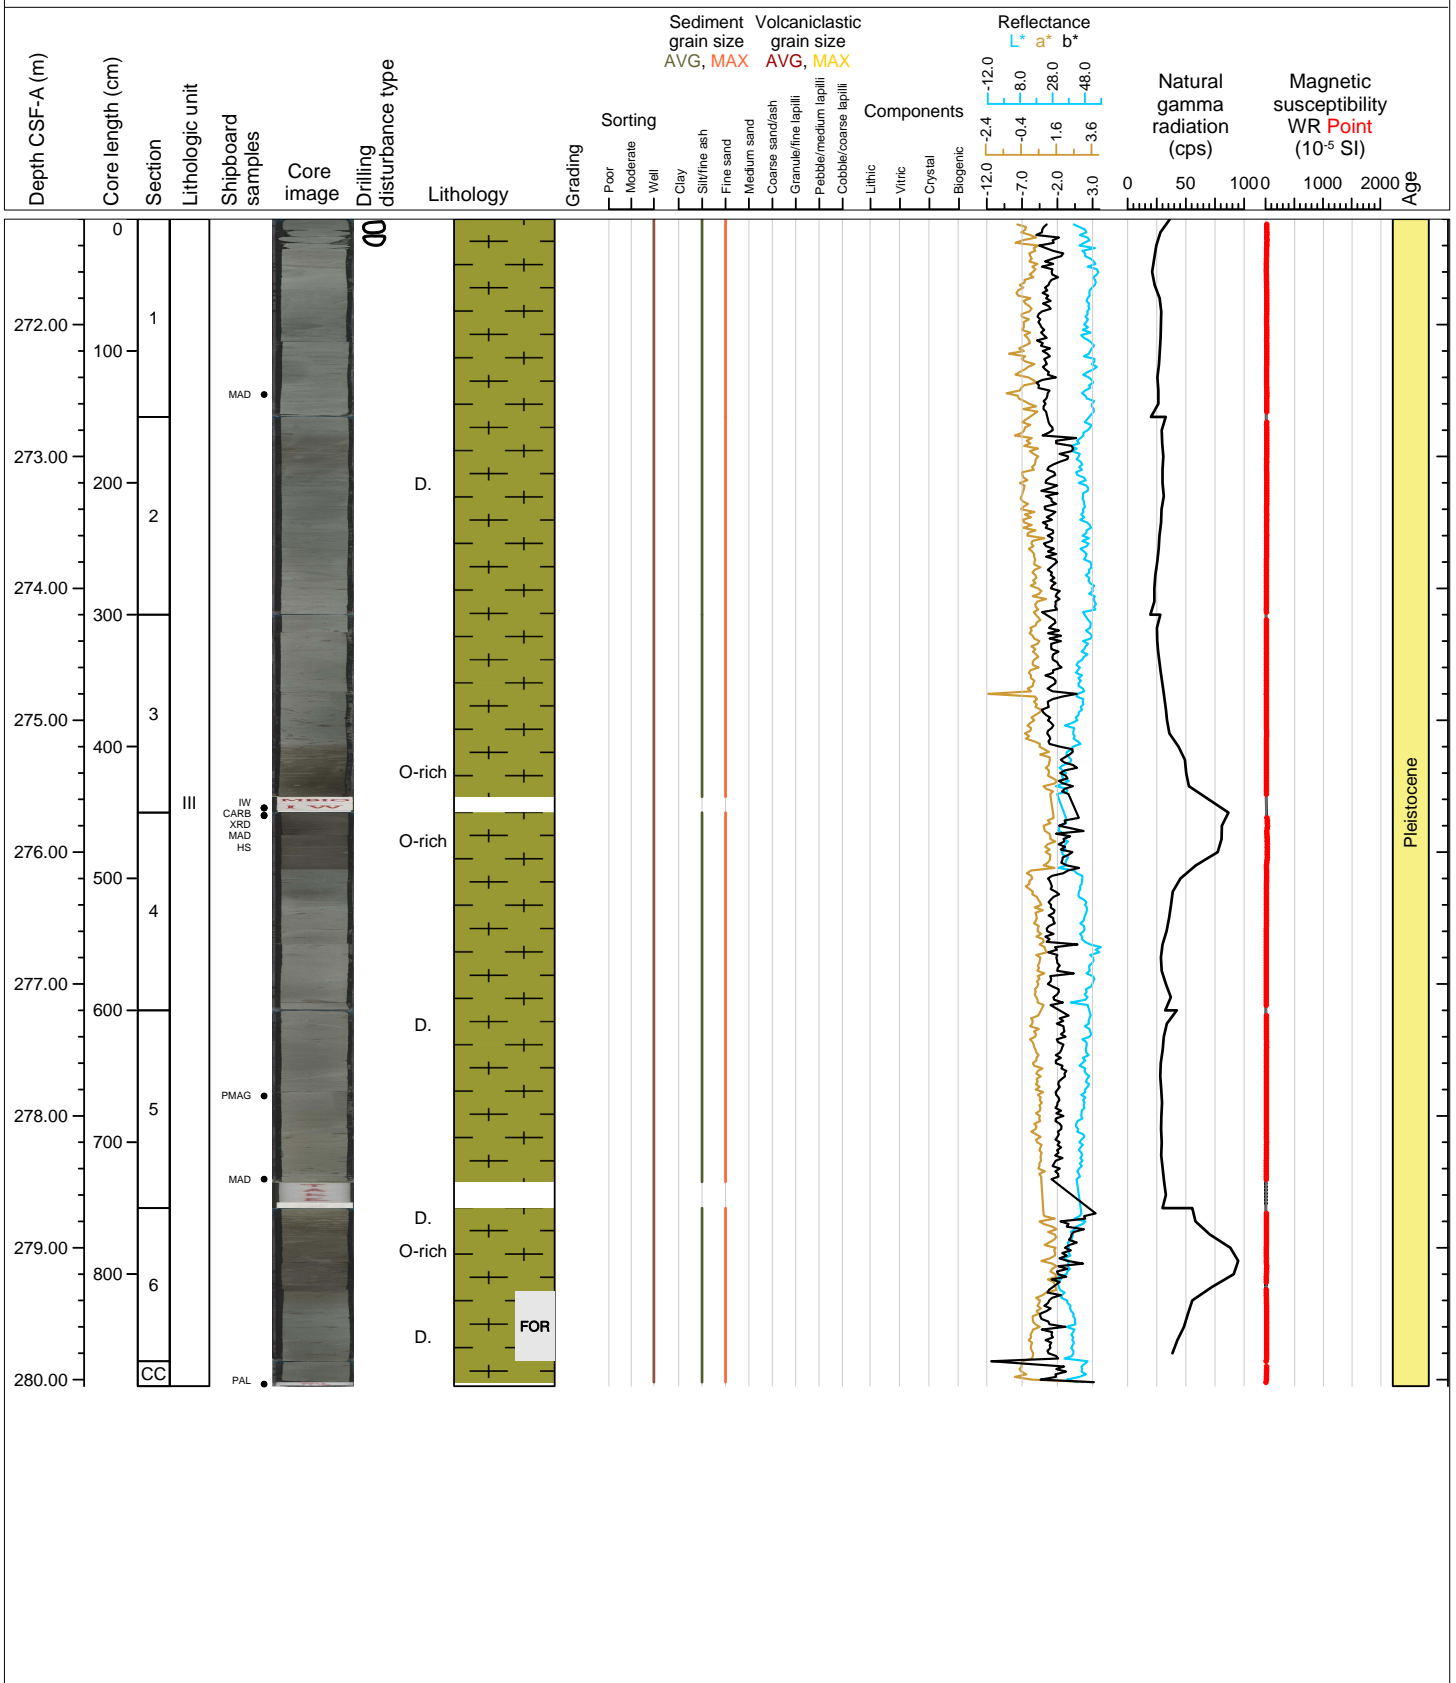 Depth CSF-A (m)
Core length (cm)
Section
Lithologic unit
Shipboard
samples
Core
image
Drilling
disturbance type
Lithology
Grading
Sorting
Poor
Moderate
Well
Sediment
grain size
AVG, MAX
Volcaniclastic
grain size
AVG, MAX
Clay
Silt/fine ash
Fine sand
Medium sand
Coarse sand/ash
Granule/fine lapilli
Pebble/medium lapilli
Cobble/coarse lapilli
Components
Lithic
Vitric
Crystal
Biogenic
Reflectance
L* a* b*
-12.0 8.0 28.0 48.0
-2.4 -0.4 1.6 3.6
-12.0 -7.0 -2.0 3.0
Natural
gamma
radiation
(cps)
0 50 100
Magnetic
susceptibility
WR Point
(10⁻⁵ SI)
0 1000 2000
Age
0
1
272.00
100
MAD
273.00
200
D.
2
274.00
300
3
275.00
400
O-rich
III
IW
MBIO
IW
CARB
XRD
MAD
HS
O-rich
276.00
500
4
277.00
600
D.
5
PMAG
278.00
700
MAD
D.
279.00
O-rich
800
6
FOR
D.
CC
280.00
PAL
Pleistocene